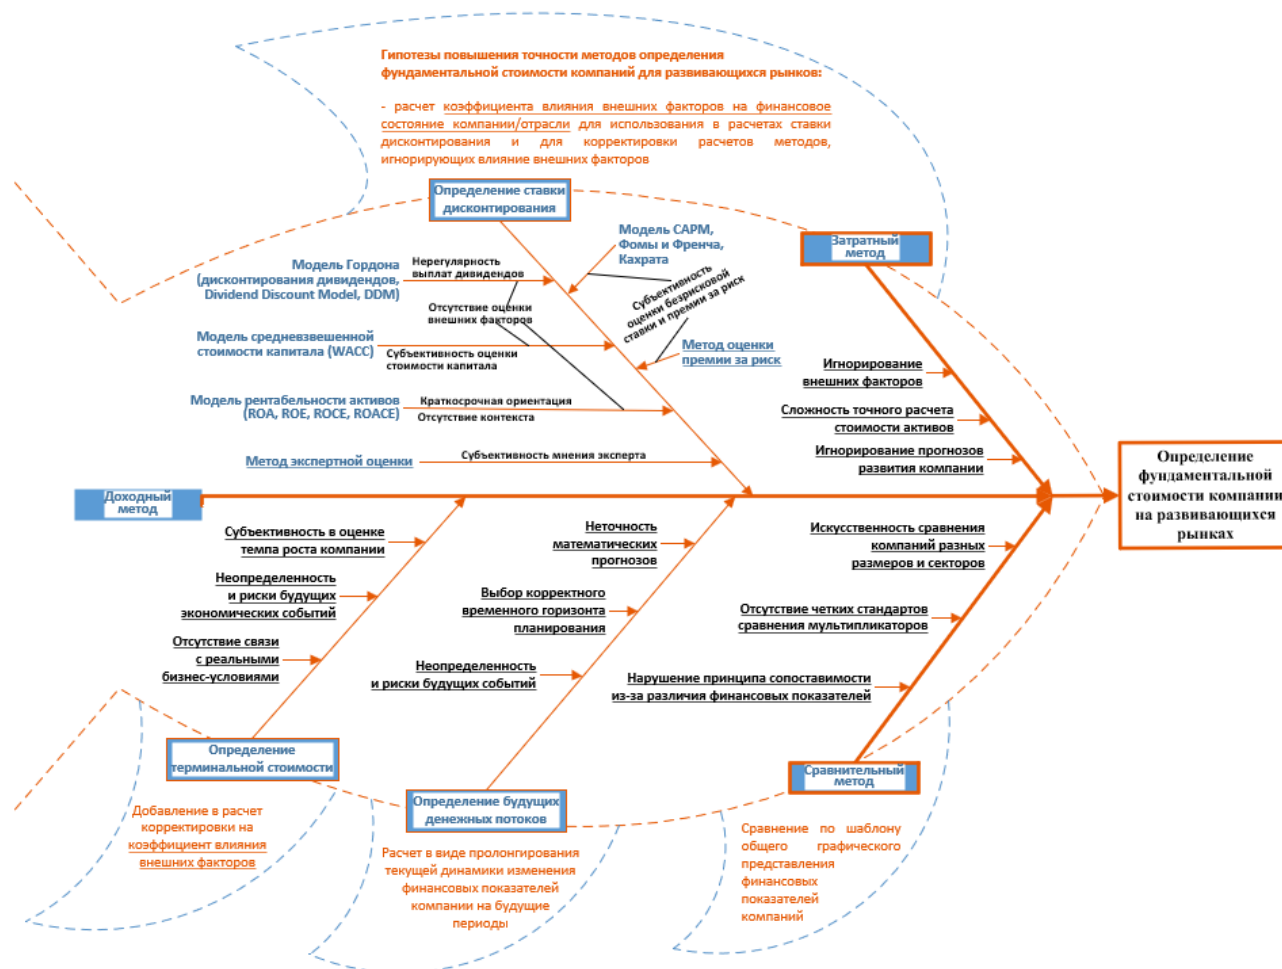 Гипотезы повышения точности методов определения
фундаментальной стоимости компаний для развивающихся рынков:
- расчет коэффициента влияния внешних факторов на финансовое
состояние компании/отрасли для использования в расчетах ставки
дисконтирования и для корректировки расчетов методов,
игнорирующих влияние внешних факторов
Определение ставки
дисконтирования
Затратный
метод
Модель CAPM,
Фомы и Френча,
Кахрата
Модель Гордона
(дисконтирования дивидендов,
Dividend Discount Model, DDM)
Нерегулярность
выплат дивидендов
Субъективность
оценки безрисковой
ставки и премии за риск
Отсутствие оценки
внешних факторов
Модель средневзвешенной
стоимости капитала (WACC)
Субъективность оценки
стоимости капитала
Метод оценки
премии за риск
Игнорирование
внешних факторов
Модель рентабельности активов
(ROA, ROE, ROCE, ROACE)
Краткосрочная ориентация
Отсутствие контекста
Сложность точного расчета
стоимости активов
Метод экспертной оценки
Субъективность мнения эксперта
Игнорирование прогнозов
развития компании
Определение
фундаментальной
стоимости компании
на развивающихся
рынках
Доходный
метод
Субъективность в оценке
темпа роста компании
Неточность
математических
прогнозов
Искусственность сравнения
компаний разных
размеров и секторов
Неопределенность
и риски будущих
экономических событий
Выбор корректного
временного горизонта
планирования
Отсутствие четких стандартов
сравнения мультипликаторов
Отсутствие связи
с реальными
бизнес-условиями
Неопределенность
и риски будущих событий
Нарушение принципа сопоставимости
из-за различия финансовых показателей
Определение
терминальной стоимости
Определение будущих
денежных потоков
Сравнительный
метод
Добавление в расчет
корректировки на
коэффициент влияния
внешних факторов
Расчет в виде пролонгирования
текущей динамики изменения
финансовых показателей
компании на будущие
периоды
Сравнение по шаблону
общего графического
представления
финансовых
показателей
компаний